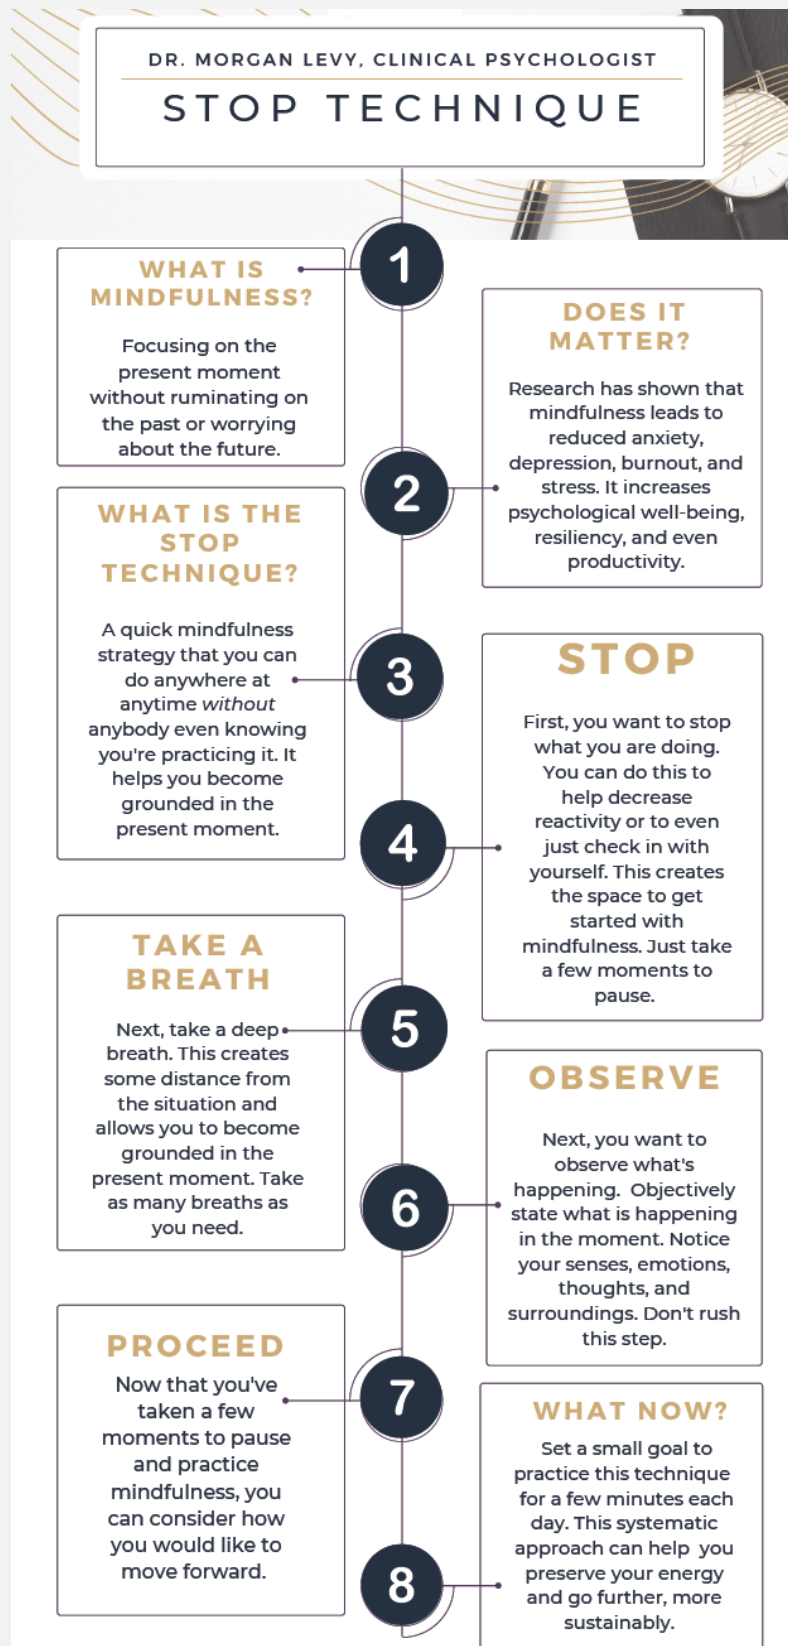 DR. MORGAN LEVY, CLINICAL PSYCHOLOGIST
STOP TECHNIQUE
1
WHAT IS
MINDFULNESS?
Focusing on the
present moment
without ruminating on
the past or worrying
about the future.
2
DOES IT
MATTER?
Research has shown that
mindfulness leads to
reduced anxiety,
depression, burnout, and
stress. It increases
psychological well-being,
resiliency, and even
productivity.
3
WHAT IS THE
STOP
TECHNIQUE?
A quick mindfulness
strategy that you can
do anywhere at
anytime without
anybody even knowing
you're practicing it. It
helps you become
grounded in the
present moment.
4
STOP
First, you want to stop
what you are doing.
You can do this to
help decrease
reactivity or to even
just check in with
yourself. This creates
the space to get
started with
mindfulness. Just take
a few moments to
pause.
5
TAKE A
BREATH
Next, take a deep
breath. This creates
some distance from
the situation and
allows you to become
grounded in the
present moment. Take
as many breaths as
you need.
6
OBSERVE
Next, you want to
observe what's
happening.  Objectively
state what is happening
in the moment. Notice
your senses, emotions,
thoughts, and
surroundings. Don't rush
this step.
7
PROCEED
Now that you've
taken a few
moments to pause
and practice
mindfulness, you
can consider how
you would like to
move forward.
8
WHAT NOW?
Set a small goal to
practice this technique
for a few minutes each
day. This systematic
approach can help  you
preserve your energy
and go further, more
sustainably.